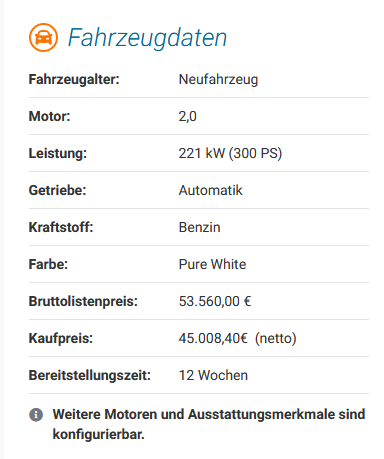 Fahrzeugdaten
Fahrzeugalter: Neufahrzeug
Motor: 2,0
Leistung: 221 kW (300 PS)
Getriebe: Automatik
Kraftstoff: Benzin
Farbe: Pure White
Bruttolistenpreis: 53.560,00 €
Kaufpreis: 45.008,40€ (netto)
Bereitstellungszeit: 12 Wochen
Weitere Motoren und Ausstattungsmerkmale sind
konfigurierbar.